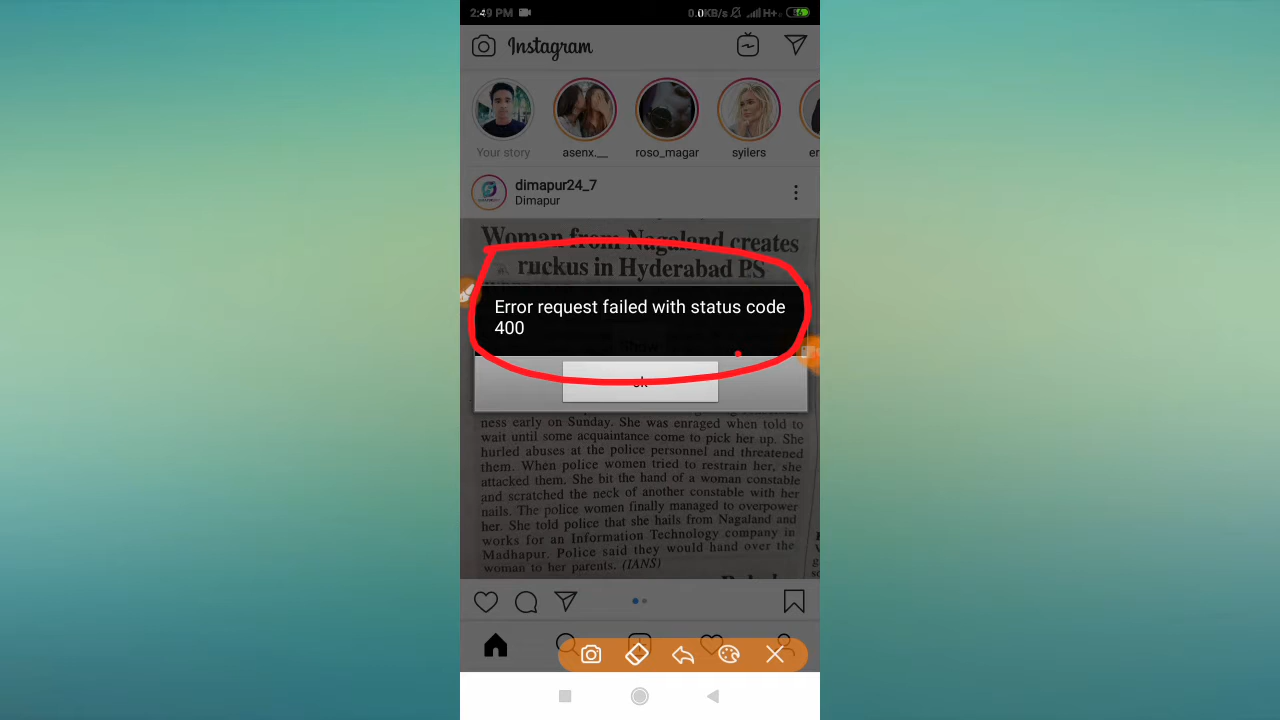 2:49 PM
0.0KB/s H+ 6
Instagram
Your story
asenx.__
roso_magar
syilers
er
dimapur24_7
Dimapur
Woman from Nagaland creates
ruckus in Hyderabad PS
Error request failed with status code
400
Show
ok
ness early on Sunday. She was enraged when told to
wait until some acquaintance come to pick her up. She
hurled abuses at the police personnel and threatened
them. When police women tried to restrain her, she
attacked them. She bit the hand of a woman constable
and scratched the neck of another constable with her
nails. The police women finally managed to overpower
her. She told police that she hails from Nagaland and
works for an Information Technology company in
Madhapur. Police said they would hand over the
woman to her parents. (IANS)